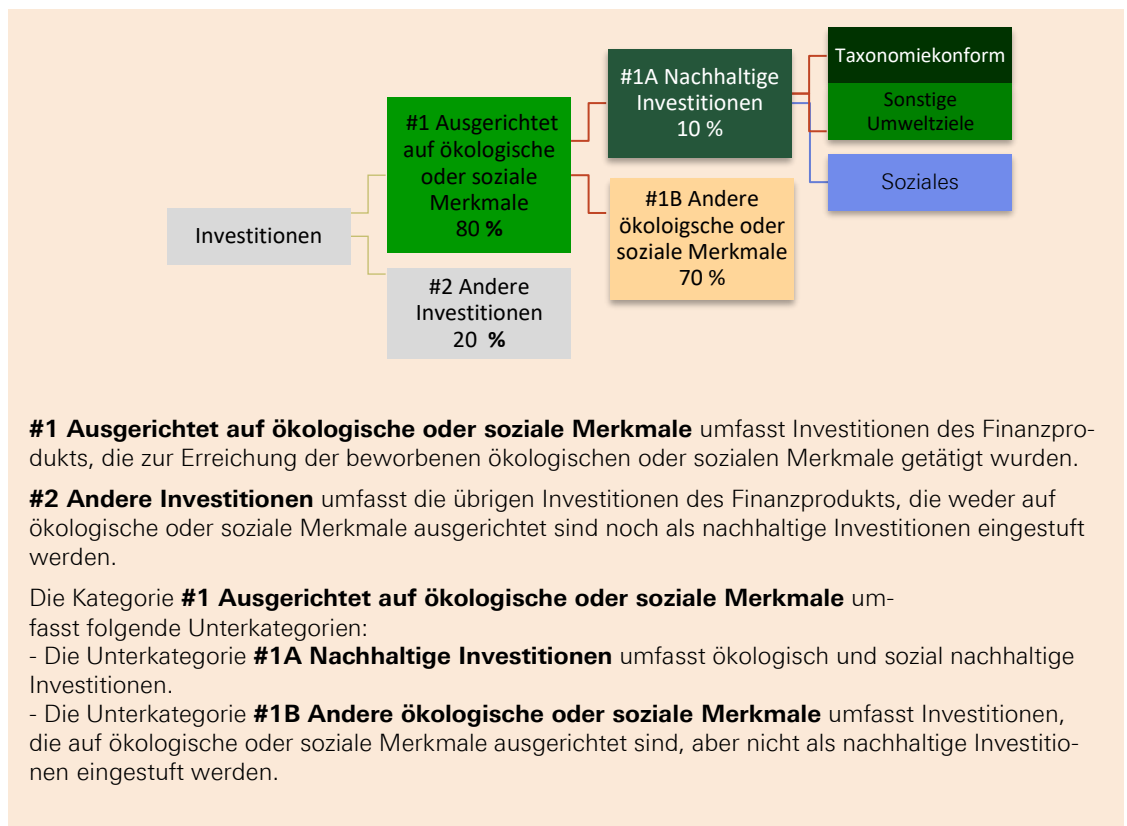 Investitionen
#1 Ausgerichtet
auf ökologische
oder soziale
Merkmale
80 %
#2 Andere
Investitionen
20 %
#1A Nachhaltige
Investitionen
10 %
#1B Andere
ökoloigsche oder
soziale Merkmale
70 %
Taxonomiekonform
Sonstige
Umweltziele
Soziales
#1 Ausgerichtet auf ökologische oder soziale Merkmale umfasst Investitionen des Finanzpro-
dukts, die zur Erreichung der beworbenen ökologischen oder sozialen Merkmale getätigt wurden.
#2 Andere Investitionen umfasst die übrigen Investitionen des Finanzprodukts, die weder auf
ökologische oder soziale Merkmale ausgerichtet sind noch als nachhaltige Investitionen eingestuft
werden.
Die Kategorie #1 Ausgerichtet auf ökologische oder soziale Merkmale um-
fasst folgende Unterkategorien:
- Die Unterkategorie #1A Nachhaltige Investitionen umfasst ökologisch und sozial nachhaltige
Investitionen.
- Die Unterkategorie #1B Andere ökologische oder soziale Merkmale umfasst Investitionen,
die auf ökologische oder soziale Merkmale ausgerichtet sind, aber nicht als nachhaltige Investitio-
nen eingestuft werden.